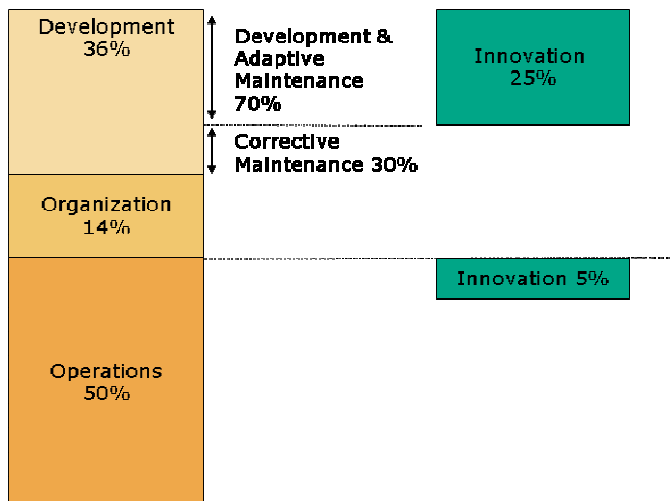 Development
36%
Development &
Adaptive
Maintenance
70%
Innovation
25%
Corrective
Maintenance 30%
Organization
14%
Innovation 5%
Operations
50%